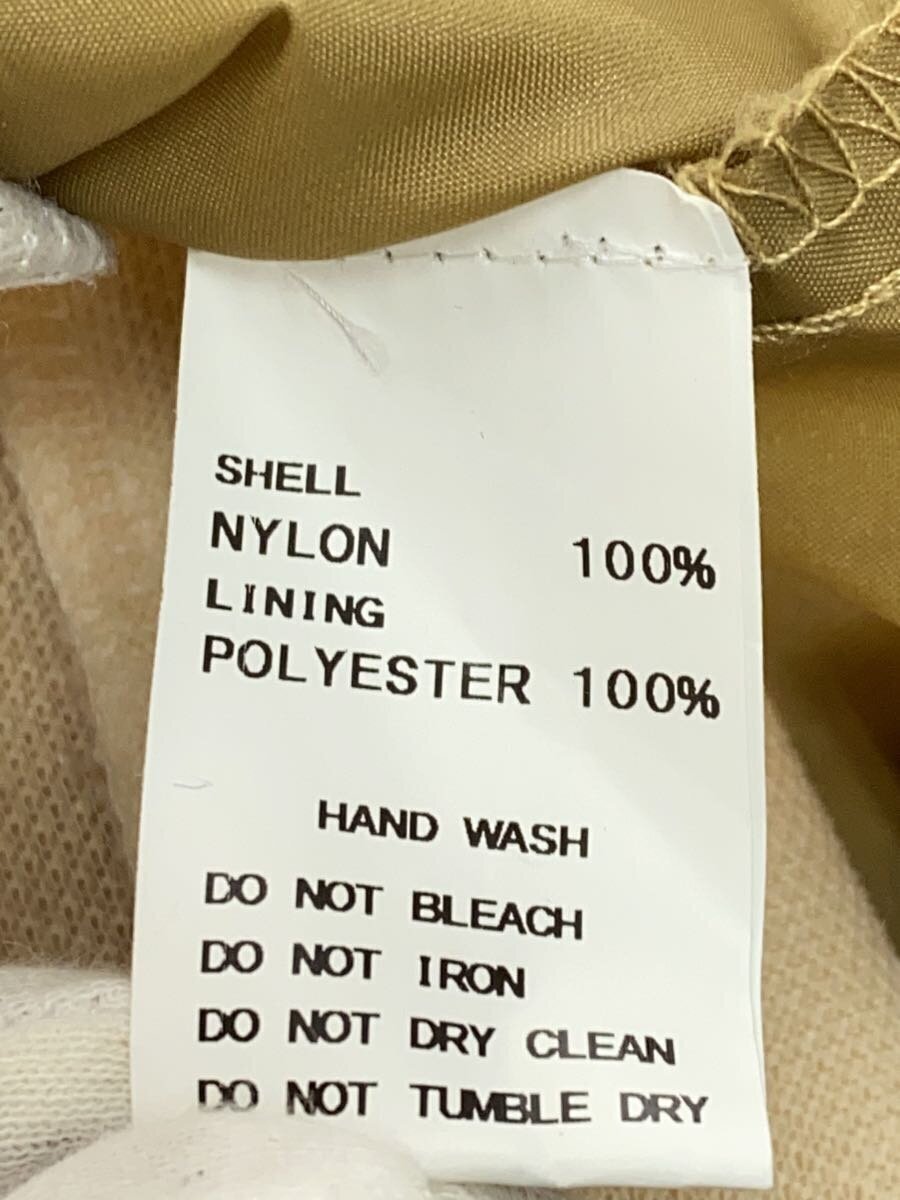 SHELL
NYLON 100%
LINING
POLYESTER 100%
HAND WASH
DO NOT BLEACH
DO NOT IRON
DO NOT DRY CLEAN
DO NOT TUMBLE DRY